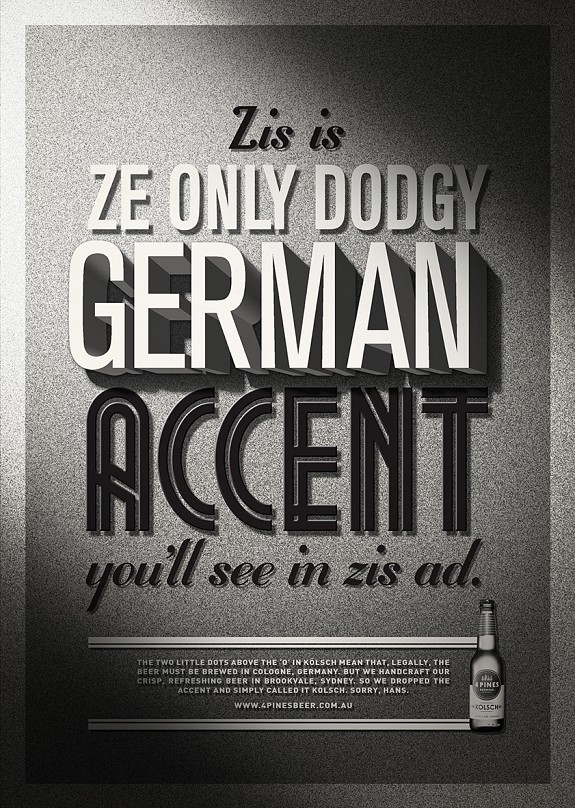 Zis is
ZE ONLY DODGY
GERMAN
ACCENT
you'll see in zis ad.
THE TWO LITTLE DOTS ABOVE THE 'O' IN KÖLSCH MEAN THAT, LEGALLY, THE
BEER MUST BE BREWED IN COLOGNE, GERMANY. BUT WE HANDCRAFT OUR
CRISP, REFRESHING BEER IN BROOKVALE, SYDNEY. SO WE DROPPED THE
ACCENT AND SIMPLY CALLED IT KOLSCH. SORRY, HANS.
WWW.4PINESBEER.COM.AU
4 PINES
KOLSCH